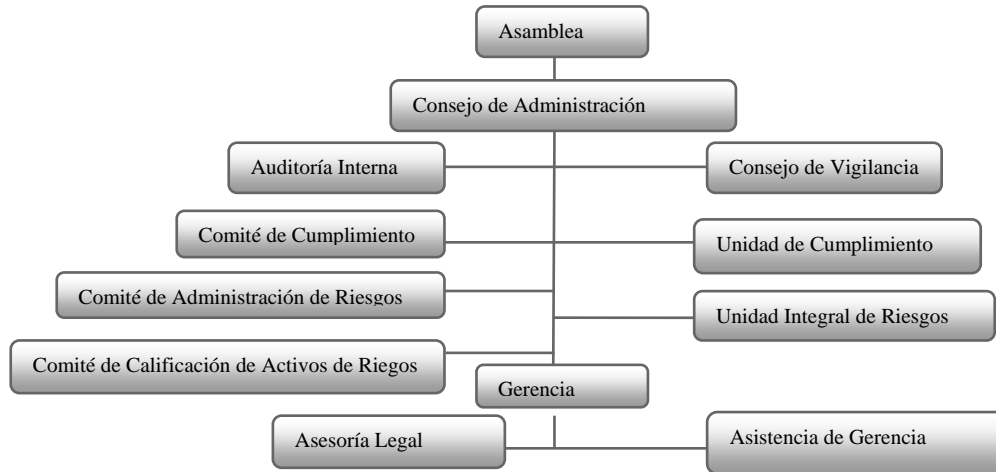 Asamblea
Consejo de Administración
Auditoría Interna
Consejo de Vigilancia
Comité de Cumplimiento
Unidad de Cumplimiento
Comité de Administración de Riesgos
Unidad Integral de Riesgos
Comité de Calificación de Activos de Riegos
Gerencia
Asesoría Legal
Asistencia de Gerencia